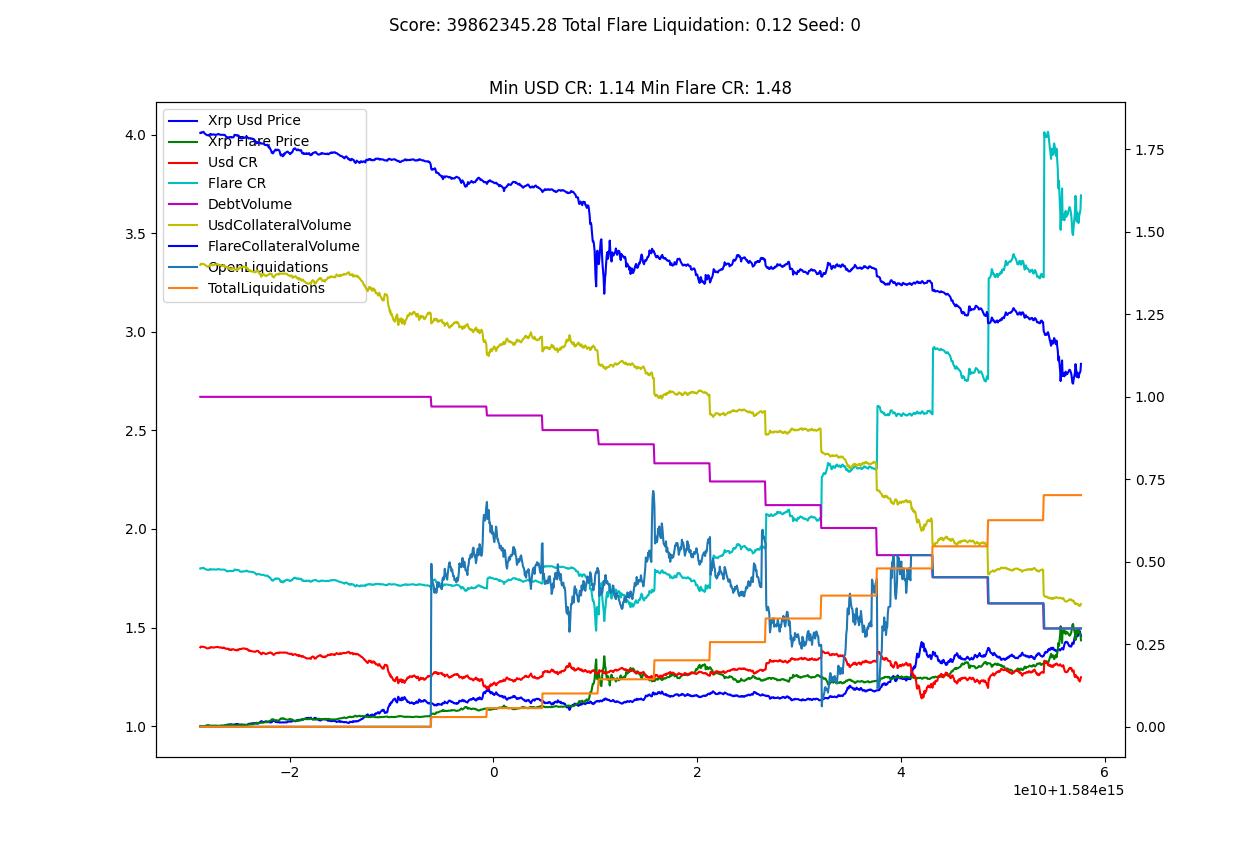 Score: 39862345.28 Total Flare Liquidation: 0.12 Seed: 0
Min USD CR: 1.14 Min Flare CR: 1.48
Xrp Usd Price
Xrp Flare Price
Usd CR
Flare CR
DebtVolume
UsdCollateralVolume
FlareCollateralVolume
OpenLiquidations
TotalLiquidations
4.0
3.5
3.0
2.5
2.0
1.5
1.0
1.75
1.50
1.25
1.00
0.75
0.50
0.25
0.00
−2 0 2 4 6
1e10+1.584e15